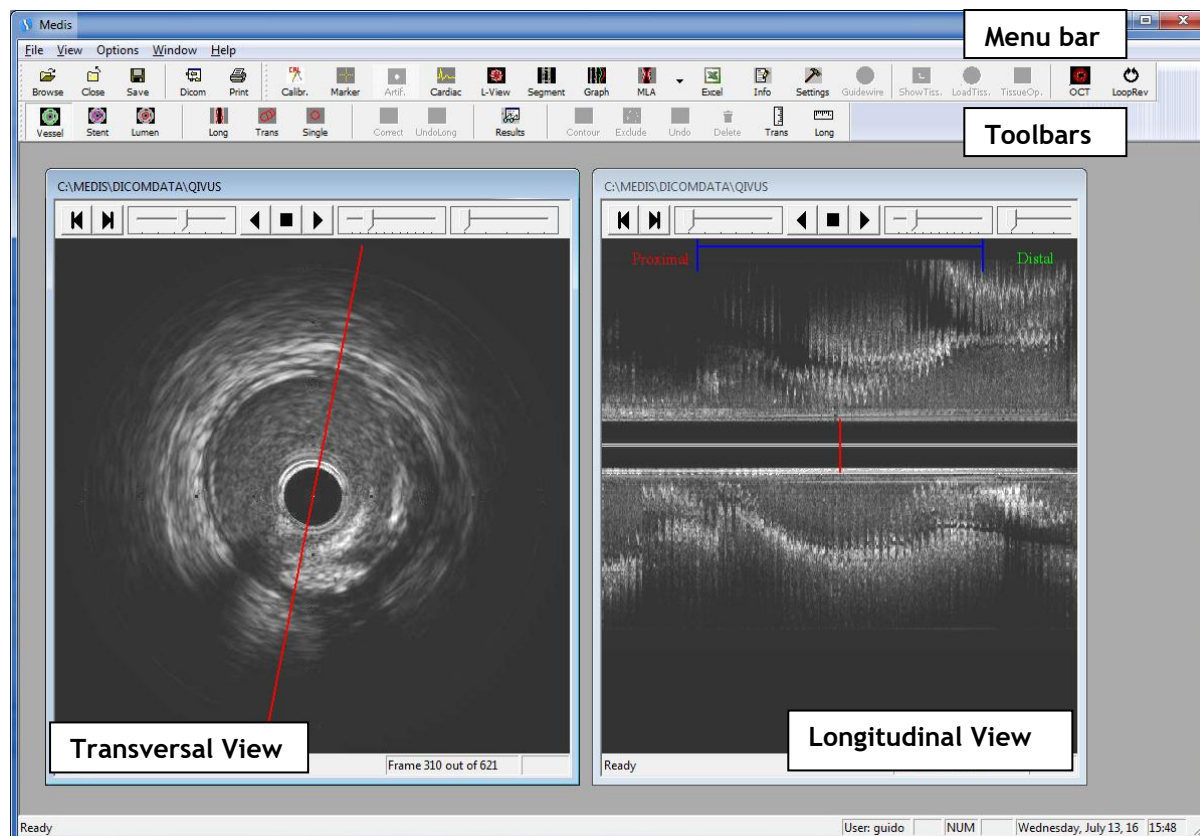 Medis
Menu bar
File View Options Window Help
Browse Close Save Dicom Print Calibr. Marker Artif. Cardiac L-View Segment Graph MLA Excel Info Settings Guidewire ShowTiss. LoadTiss. TissueOp. OCT LoopRev
Vessel Stent Lumen Long Trans Single Correct UndoLong Results Contour Exclude Undo Delete Trans Long
Toolbars
C:\MEDIS\DICOMDATA\QIVUS
C:\MEDIS\DICOMDATA\QIVUS
Proximal
Distal
Transversal View
Longitudinal View
Frame 310 out of 621
Ready
Ready
User: guido NUM Wednesday, July 13, 16 15:48